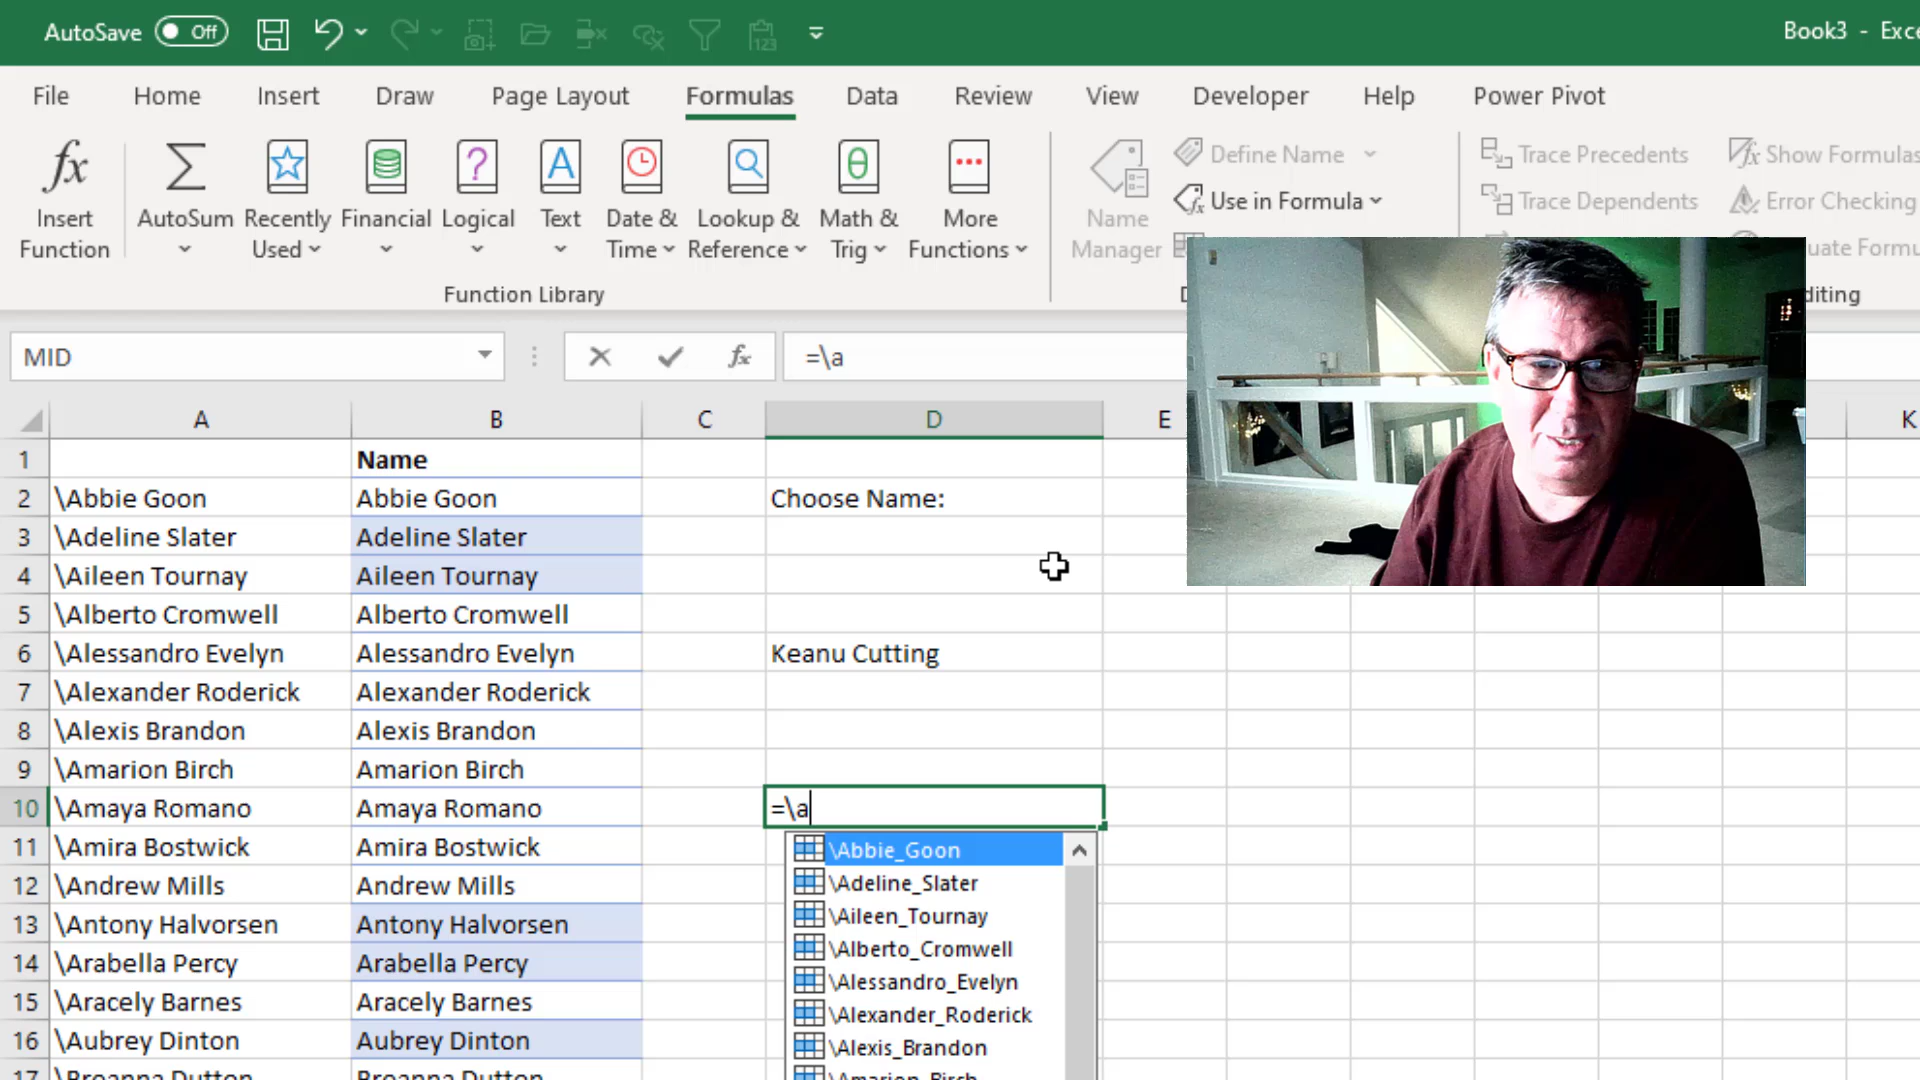 AutoSave Off
Book3 - Exce
File Home Insert Draw Page Layout Formulas Data Review View Developer Help Power Pivot
fx
Insert Function
AutoSum
Recently Used
Financial
Logical
Text
Date & Time
Lookup & Reference
Math & Trig
More Functions
Function Library
Name Manager
Define Name
Use in Formula
Trace Precedents
Trace Dependents
Show Formulas
Error Checking
uate Formu
diting
MID
fx
=\a
A B C D E K
1 Name
2 \Abbie Goon Abbie Goon Choose Name:
3 \Adeline Slater Adeline Slater
4 \Aileen Tournay Aileen Tournay
5 \Alberto Cromwell Alberto Cromwell
6 \Alessandro Evelyn Alessandro Evelyn Keanu Cutting
7 \Alexander Roderick Alexander Roderick
8 \Alexis Brandon Alexis Brandon
9 \Amarion Birch Amarion Birch
10 \Amaya Romano Amaya Romano =\a
11 \Amira Bostwick Amira Bostwick
12 \Andrew Mills Andrew Mills
13 \Antony Halvorsen Antony Halvorsen
14 \Arabella Percy Arabella Percy
15 \Aracely Barnes Aracely Barnes
16 \Aubrey Dinton Aubrey Dinton
17 \Breanna Dutton Breanna Dutton
\Abbie_Goon
\Adeline_Slater
\Aileen_Tournay
\Alberto_Cromwell
\Alessandro_Evelyn
\Alexander_Roderick
\Alexis_Brandon
\Amarion_Birch